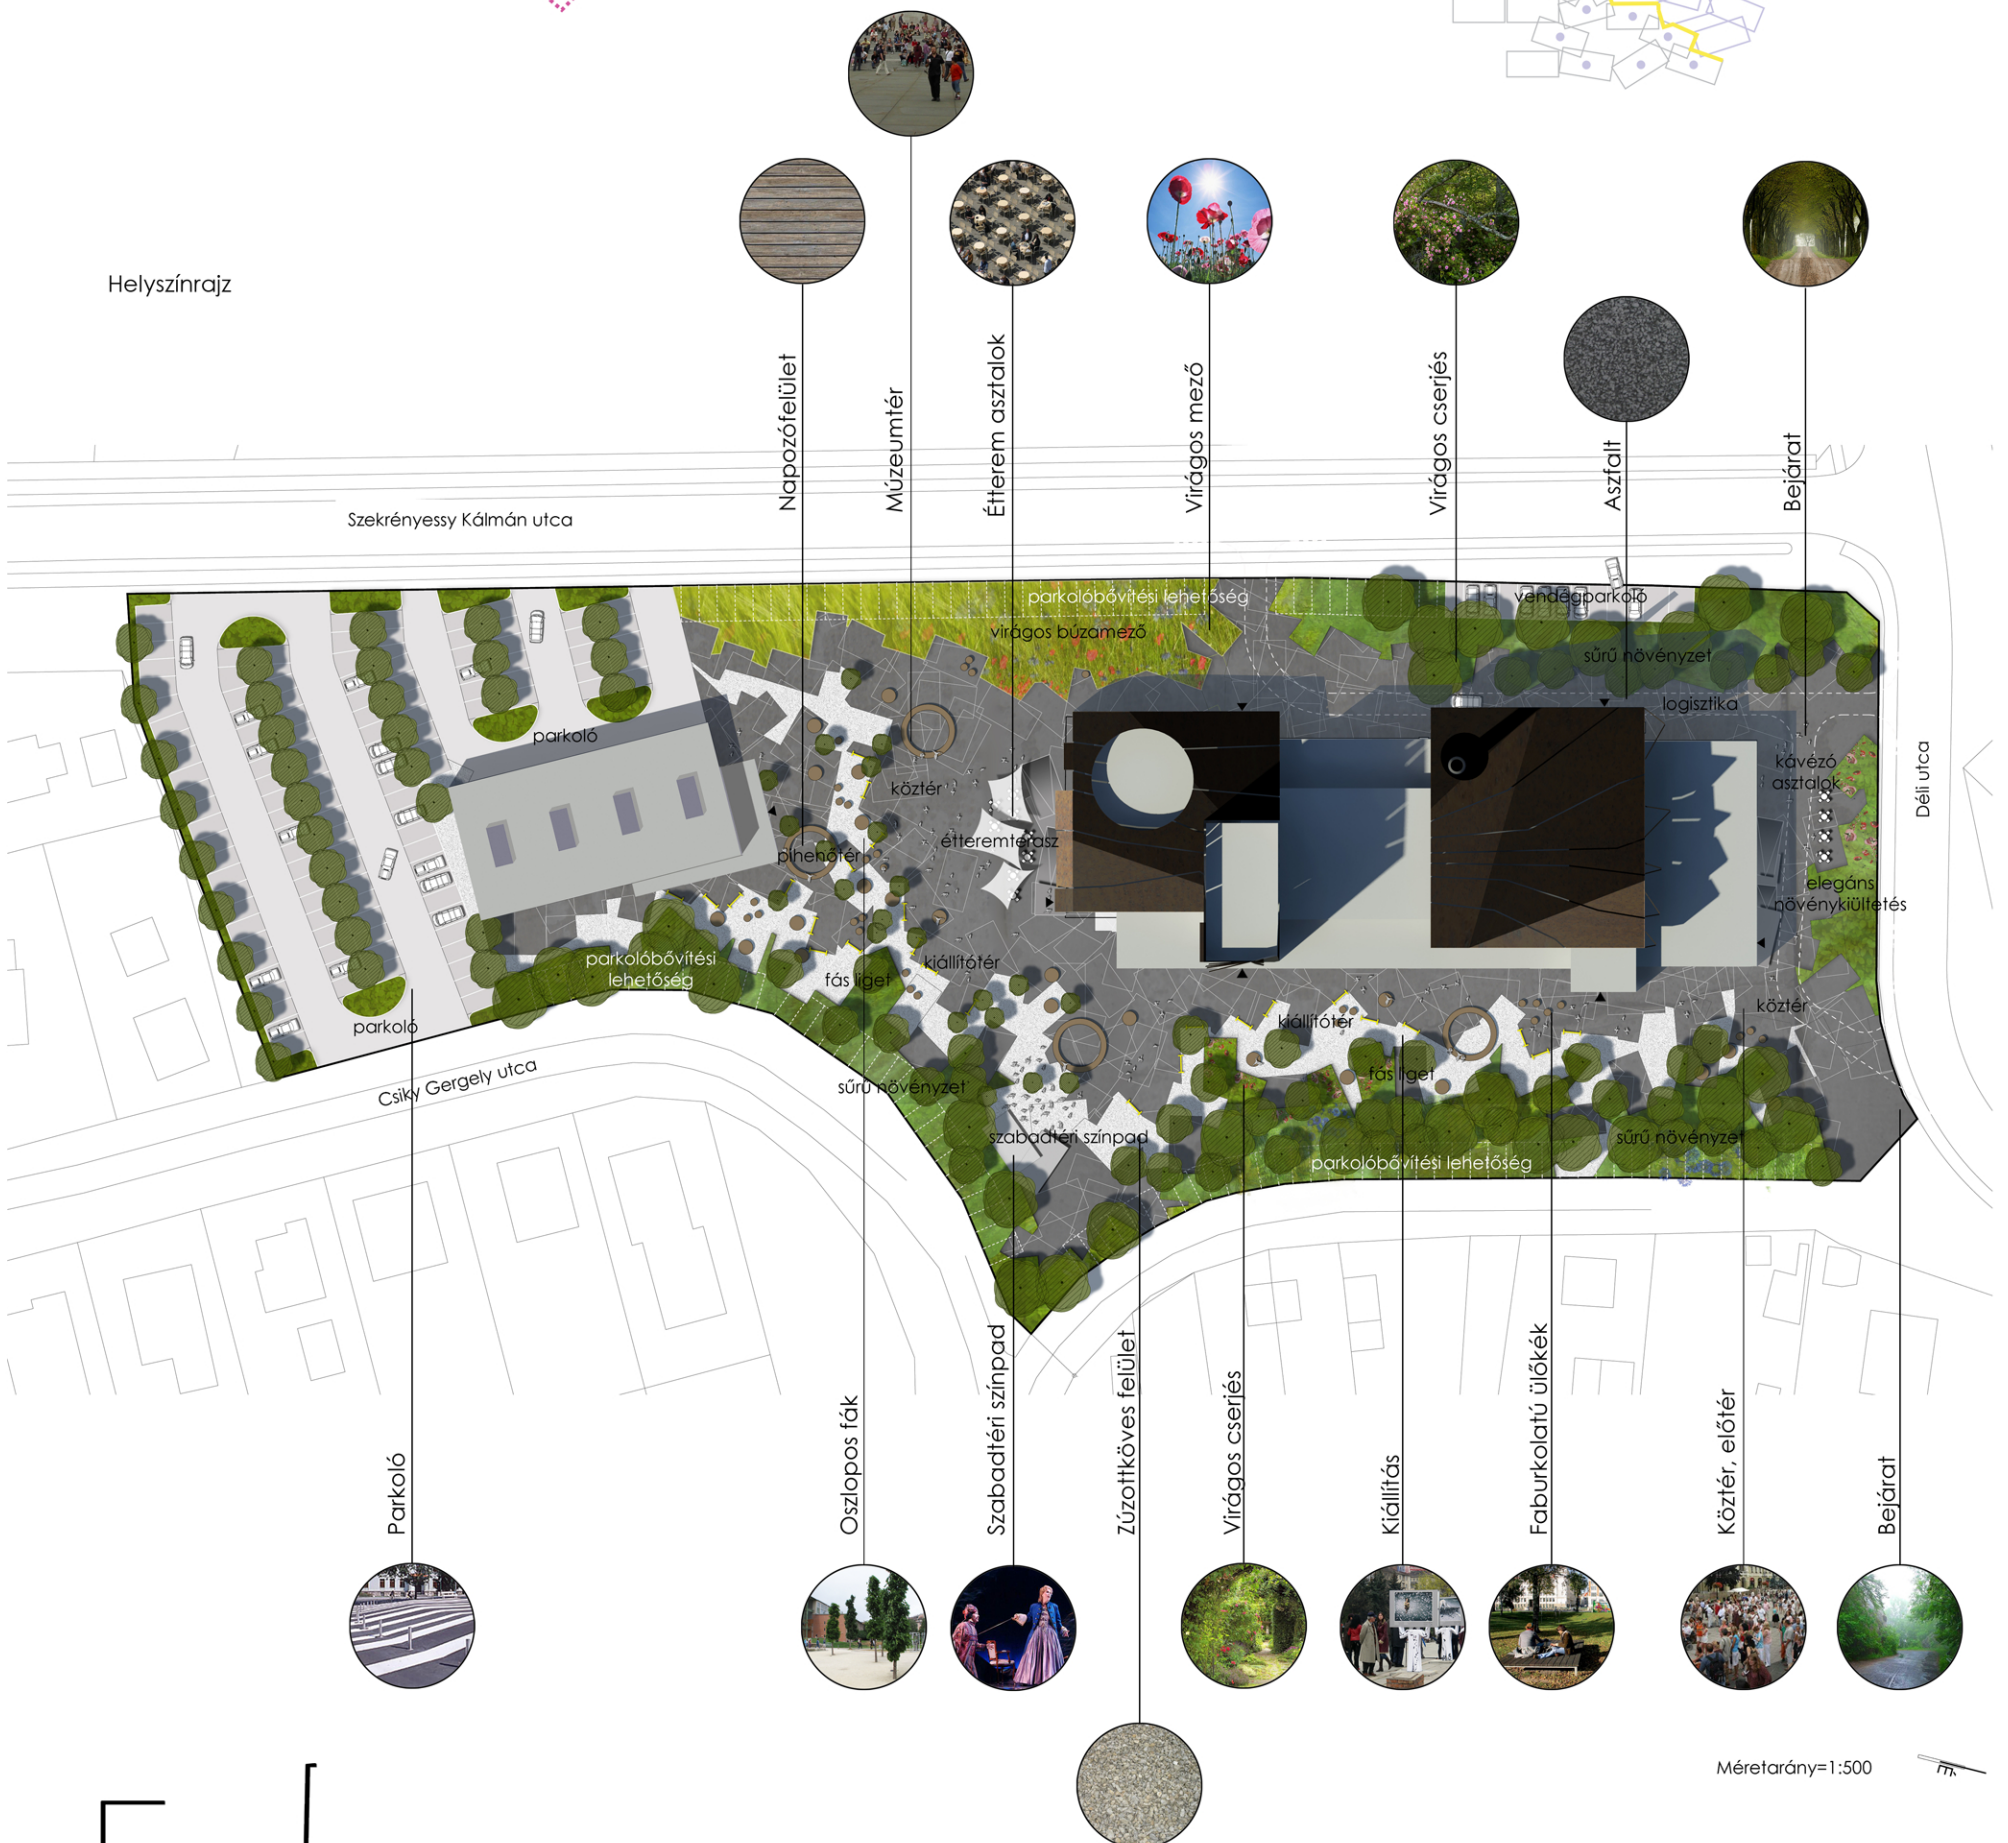 Helyszínrajz
Napozófelület
Múzeumtér
Étterem asztalok
Virágos mező
Virágos cserjés
Aszfalt
Bejárat
Szekrényessy Kálmán utca
parkolóbővítési lehetőség
virágos búzamező
vendégparkoló
sűrű növényzet
logisztika
parkoló
köztér
kávézó
asztalok
Déli utca
étteremterasz
pihenőtér
elegáns
növénykiültetés
parkolóbővítési
lehetőség
fás liget
kiállítótér
köztér
kiállítótér
parkoló
Csiky Gergely utca
sűrű növényzet
fás liget
szabadtéri színpad
sűrű növényzet
parkolóbővítési lehetőség
Parkoló
Oszlopos fák
Szabadtéri színpad
Zúzottköves felület
Virágos cserjés
Kiállítás
Faburkolatú ülőkék
Köztér, előtér
Bejárat
Méretarány=1:500
É